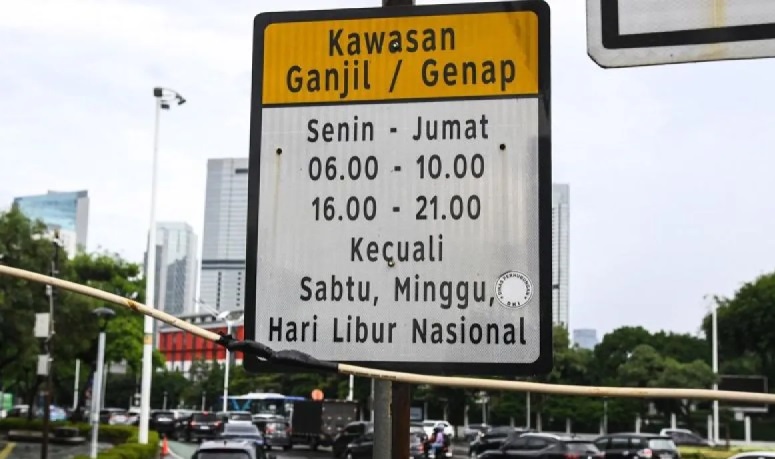 Kawasan
Ganjil / Genap
Senin - Jumat
06.00 - 10.00
16.00 - 21.00
Kecuali
Sabtu, Minggu,
Hari Libur Nasional